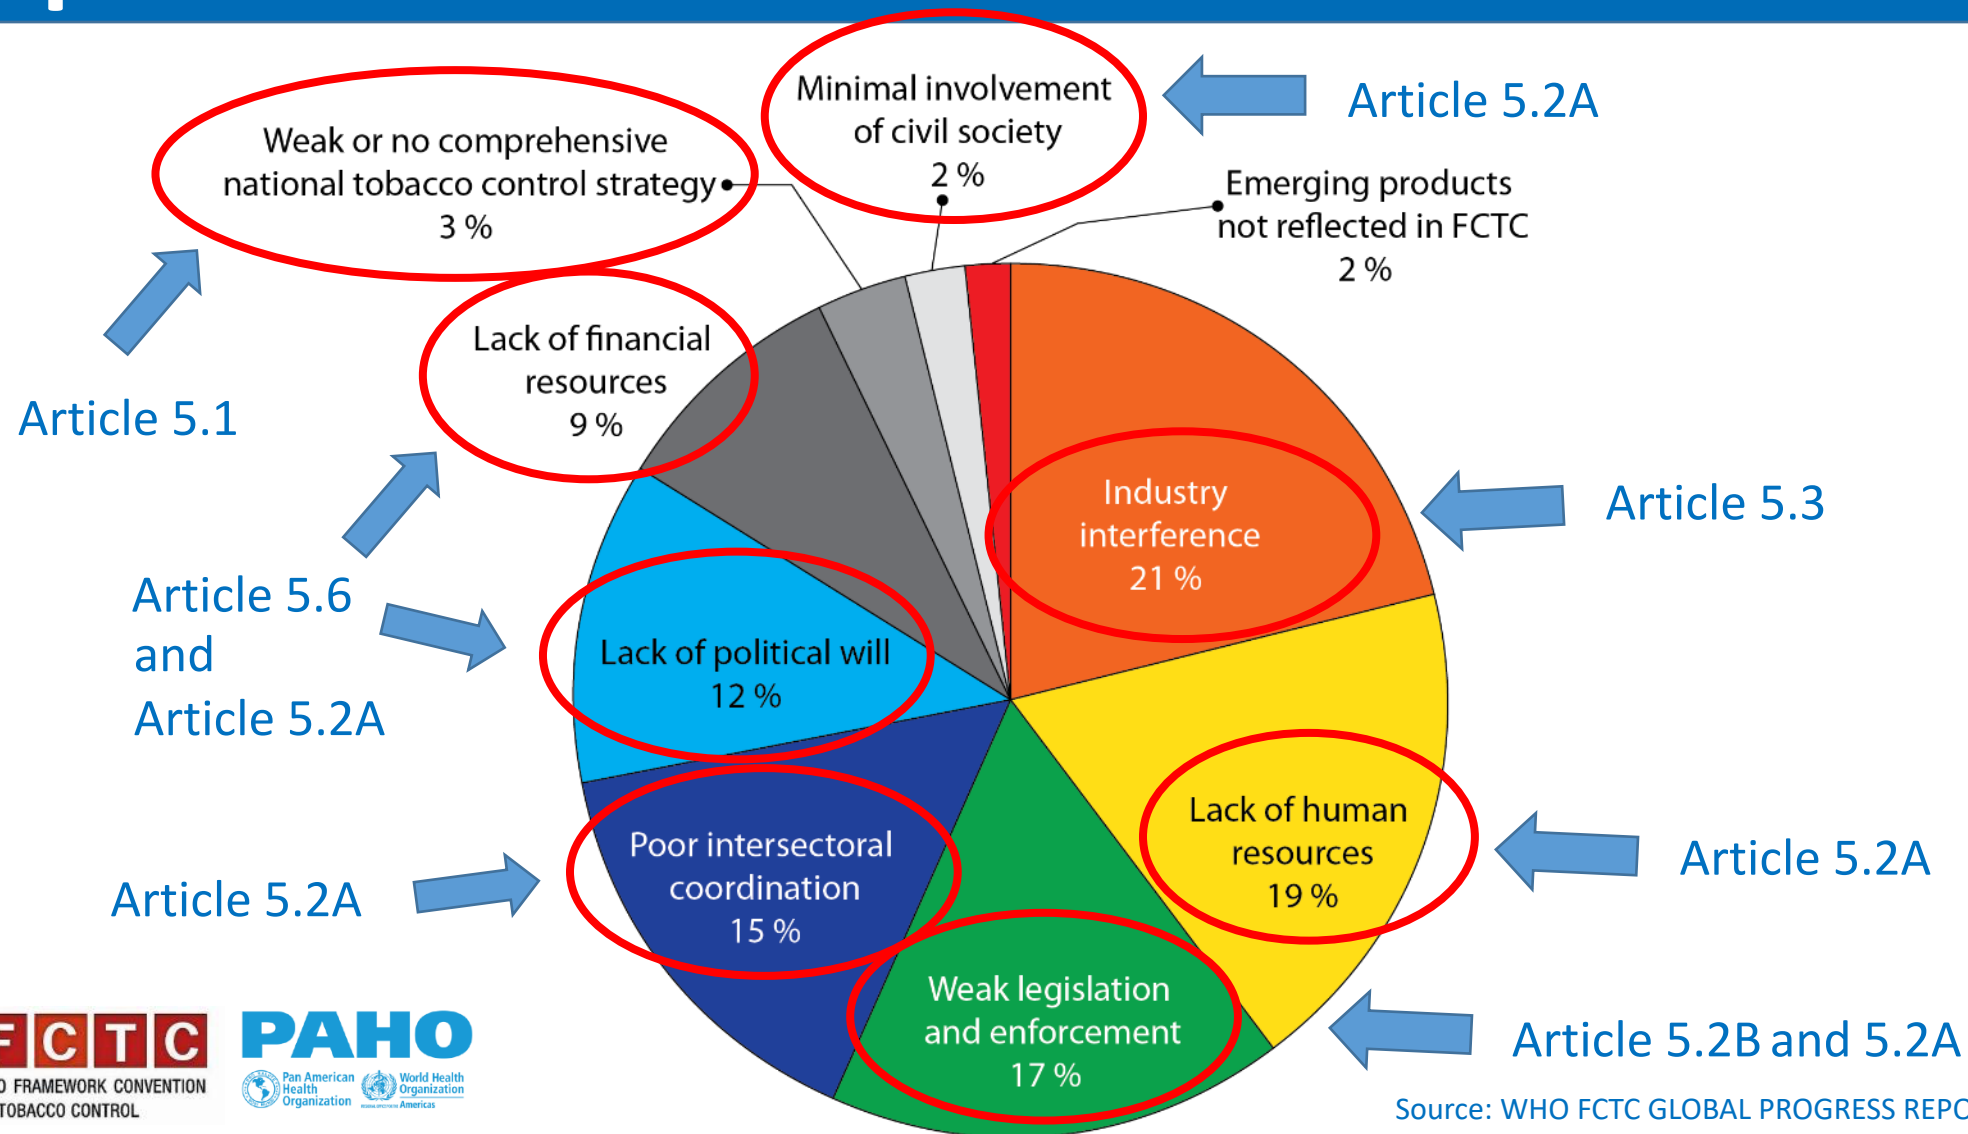 Minimal involvement
of civil society
2 %
Article 5.2A
Weak or no comprehensive
national tobacco control strategy
3 %
Emerging products
not reflected in FCTC
2 %
Lack of financial
resources
9 %
Article 5.1
Industry
interference
21 %
Article 5.3
Article 5.6
and
Article 5.2A
Lack of political will
12 %
Lack of human
resources
19 %
Article 5.2A
Poor intersectoral
coordination
15 %
Article 5.2A
Weak legislation
and enforcement
17 %
Article 5.2B and 5.2A
FCTC
O FRAMEWORK CONVENTION
TOBACCO CONTROL
PAHO
Pan American
Health
Organization
World Health
Organization
Americas
Source: WHO FCTC GLOBAL PROGRESS REPO